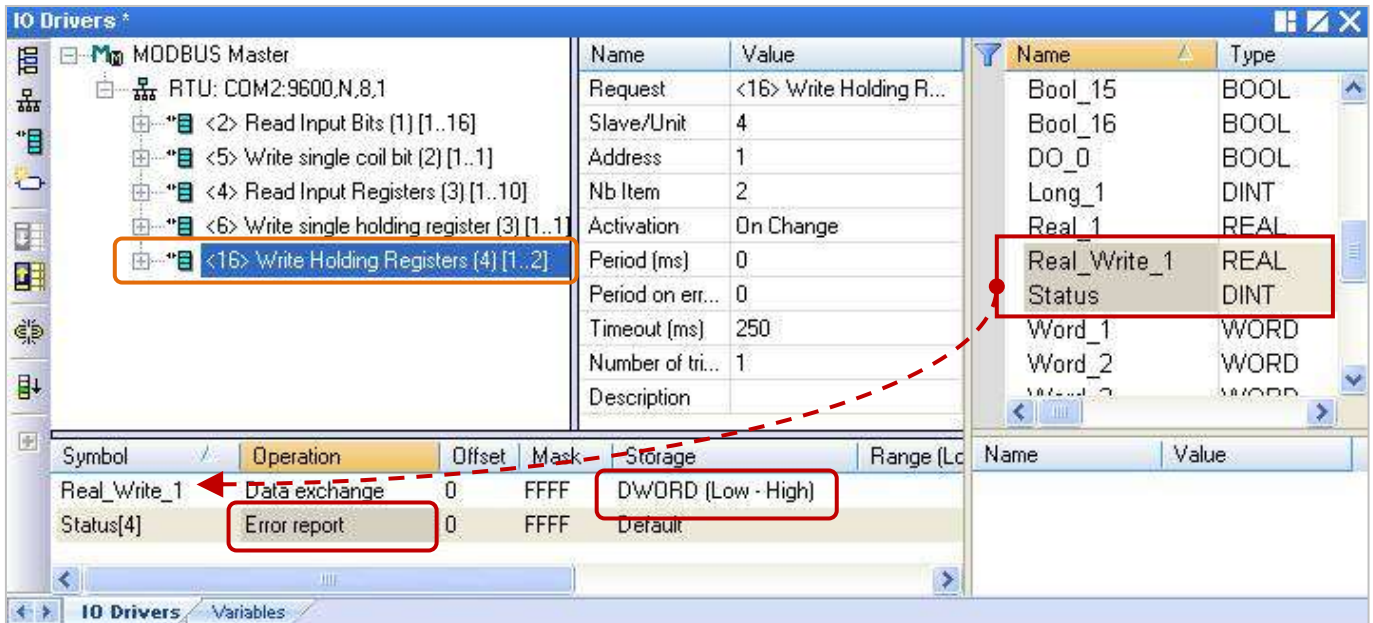 IO Drivers *
MODBUS Master
RTU: COM2:9600,N,8,1
"<2> Read Input Bits (1) [1..16]
"<5> Write single coil bit (2) [1..1]
"<4> Read Input Registers (3) [1..10]
"<6> Write single holding register (3) [1..1]
"<16> Write Holding Registers (4) [1..2]
Name Value
Request <16> Write Holding R...
Slave/Unit 4
Address 1
Nb Item 2
Activation On Change
Period (ms) 0
Period on err... 0
Timeout (ms) 250
Number of tri... 1
Description
Name Type
Bool_15 BOOL
Bool_16 BOOL
DO_0 BOOL
Long_1 DINT
Real_1 REAL
Real_Write_1 REAL
Status DINT
Word_1 WORD
Word_2 WORD
Symbol Operation Offset Mask Storage Range (Lo
Real_Write_1 Data exchange 0 FFFF DWORD (Low - High)
Status[4] Error report 0 FFFF Default
Name Value
IO Drivers Variables